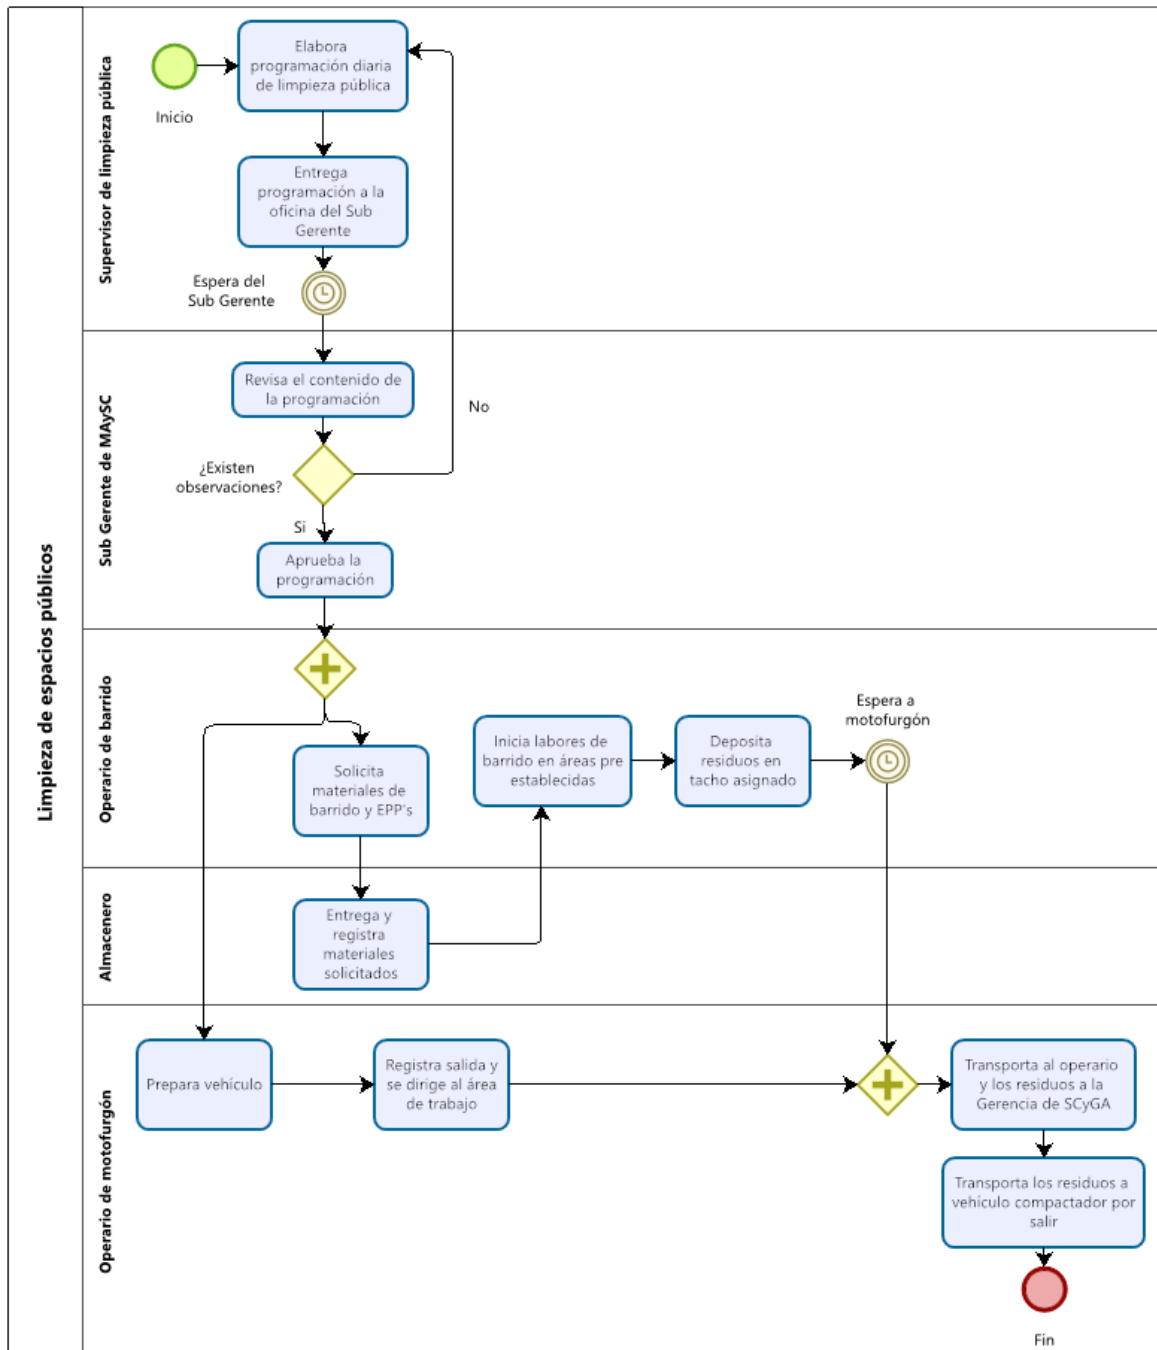 Limpieza de espacios públicos
Supervisor de limpieza pública
Inicio
Elabora
programación diaria
de limpieza pública
Entrega
programación a la
oficina del Sub
Gerente
Espera del
Sub Gerente
Sub Gerente de MAySC
Revisa el contenido de
la programación
No
¿Existen
observaciones?
Si
Aprueba la
programación
Operario de barrido
Solicita
materiales de
barrido y EPP's
Inicia labores de
barrido en áreas pre
establecidas
Deposita
residuos en
tacho asignado
Espera a
motofurgón
Almacenero
Entrega y
registra
materiales
solicitados
Operario de motofurgón
Prepara vehículo
Registra salida y
se dirige al área
de trabajo
Transporta al operario
y los residuos a la
Gerencia de SCyGA
Transporta los residuos a
vehículo compactador por
salir
Fin